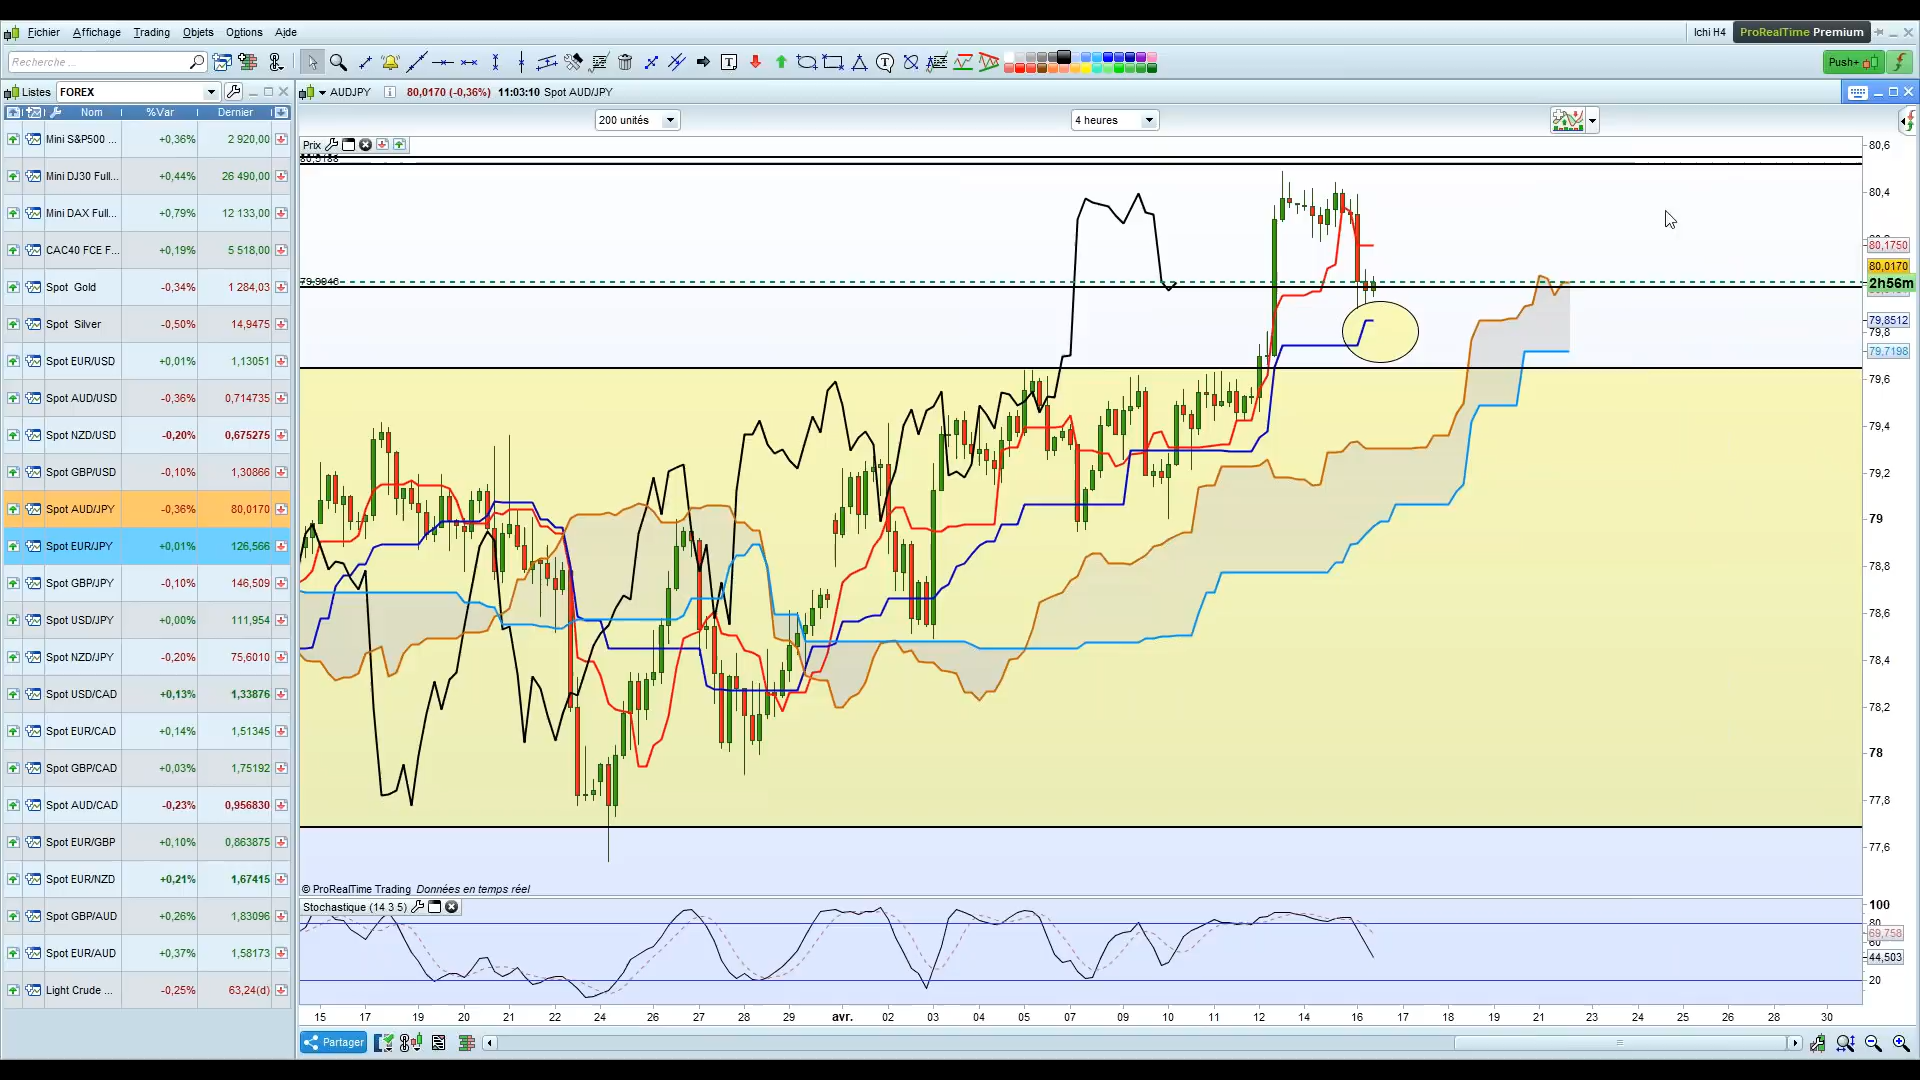 Fichier Affichage Trading Objets Options Aide
Ichi H4 ProRealTime Premium
Recherche ...
Push+
Listes FOREX
AUDJPY 80,0170 (-0,36%) 11:03:10 Spot AUD/JPY
Nom %Var Dernier
200 unités 4 heures
Mini S&P500 ... +0,36% 2 920,00
Mini DJ30 Full... +0,44% 26 490,00
Mini DAX Full... +0,79% 12 133,00
CAC40 FCE F... +0,19% 5 518,00
Spot Gold -0,34% 1 284,03
Spot Silver -0,50% 14,9475
Spot EUR/USD +0,01% 1,13051
Spot AUD/USD -0,36% 0,714735
Spot NZD/USD -0,20% 0,675275
Spot GBP/USD -0,10% 1,30866
Spot AUD/JPY -0,36% 80,0170
Spot EUR/JPY +0,01% 126,566
Spot GBP/JPY -0,10% 146,509
Spot USD/JPY +0,00% 111,954
Spot NZD/JPY -0,20% 75,6010
Spot USD/CAD +0,13% 1,33876
Spot EUR/CAD +0,14% 1,51345
Spot GBP/CAD +0,03% 1,75192
Spot AUD/CAD -0,23% 0,956830
Spot EUR/GBP +0,10% 0,863875
Spot EUR/NZD +0,21% 1,67415
Spot GBP/AUD +0,26% 1,83096
Spot EUR/AUD +0,37% 1,58173
Light Crude ... -0,25% 63,24(d)
Prix
80,6
80,4
80,1750
80,0170
2h56m
79,8512
79,8
79,7198
79,6
79,4
79,2
79
78,8
78,6
78,4
78,2
78
77,8
77,6
© ProRealTime Trading Données en temps réel
Stochastique (14 3 5)
100
80
69,758
60
44,503
20
15 17 19 20 21 22 24 26 27 28 29 avr. 02 03 04 05 07 09 10 11 12 14 15 16 17 18 19 21 23 24 25 26 28 30
Partager